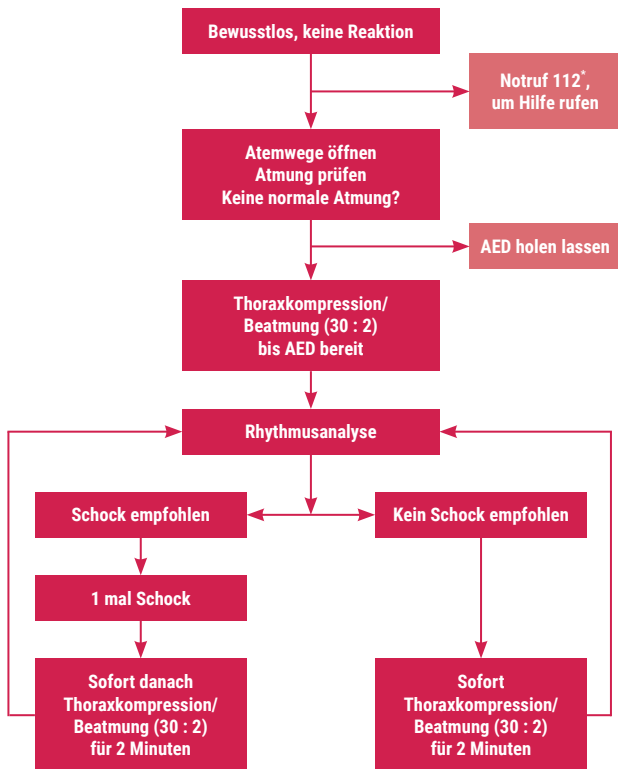 Bewusstlos, keine Reaktion
Notruf 112*,
um Hilfe rufen
Atemwege öffnen
Atmung prüfen
Keine normale Atmung?
AED holen lassen
Thoraxkompression/
Beatmung (30 : 2)
bis AED bereit
Rhythmusanalyse
Schock empfohlen
Kein Schock empfohlen
1 mal Schock
Sofort danach
Thoraxkompression/
Beatmung (30 : 2)
für 2 Minuten
Sofort
Thoraxkompression/
Beatmung (30 : 2)
für 2 Minuten